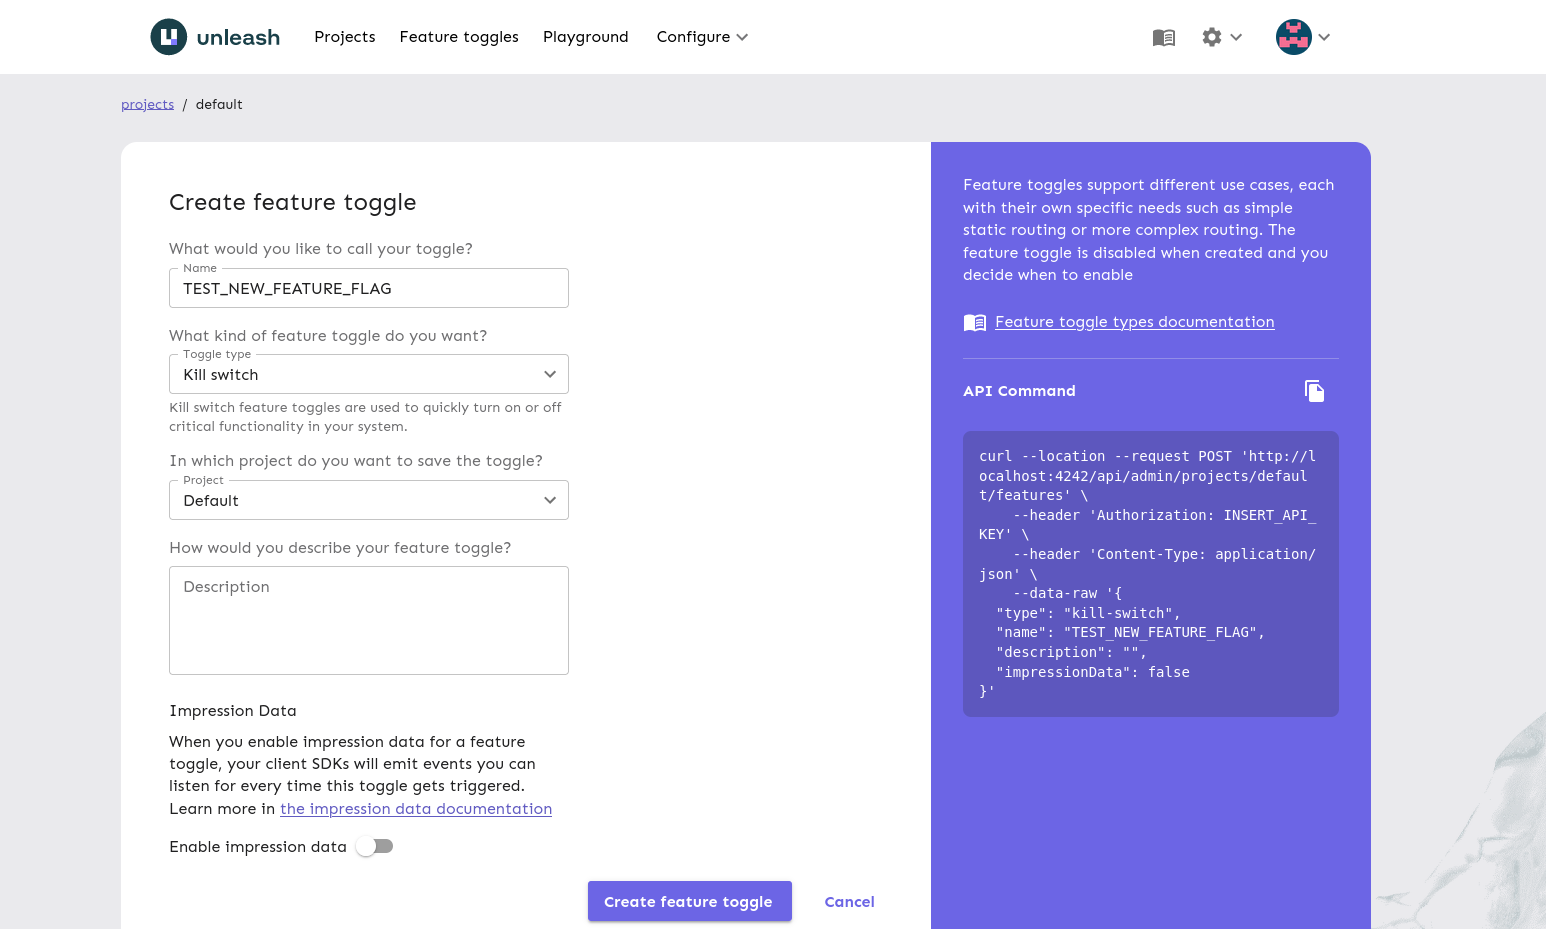 unleash
Projects
Feature toggles
Playground
Configure
projects / default
Create feature toggle
What would you like to call your toggle?
Name
TEST_NEW_FEATURE_FLAG
What kind of feature toggle do you want?
Toggle type
Kill switch
Kill switch feature toggles are used to quickly turn on or off
critical functionality in your system.
In which project do you want to save the toggle?
Project
Default
How would you describe your feature toggle?
Description
Impression Data
When you enable impression data for a feature
toggle, your client SDKs will emit events you can
listen for every time this toggle gets triggered.
Learn more in the impression data documentation
Enable impression data
Create feature toggle
Cancel
Feature toggles support different use cases, each
with their own specific needs such as simple
static routing or more complex routing. The
feature toggle is disabled when created and you
decide when to enable
Feature toggle types documentation
API Command
curl --location --request POST 'http://l
ocalhost:4242/api/admin/projects/defaul
t/features' \
    --header 'Authorization: INSERT_API_
KEY' \
    --header 'Content-Type: application/
json' \
    --data-raw '{
  "type": "kill-switch",
  "name": "TEST_NEW_FEATURE_FLAG",
  "description": "",
  "impressionData": false
}'